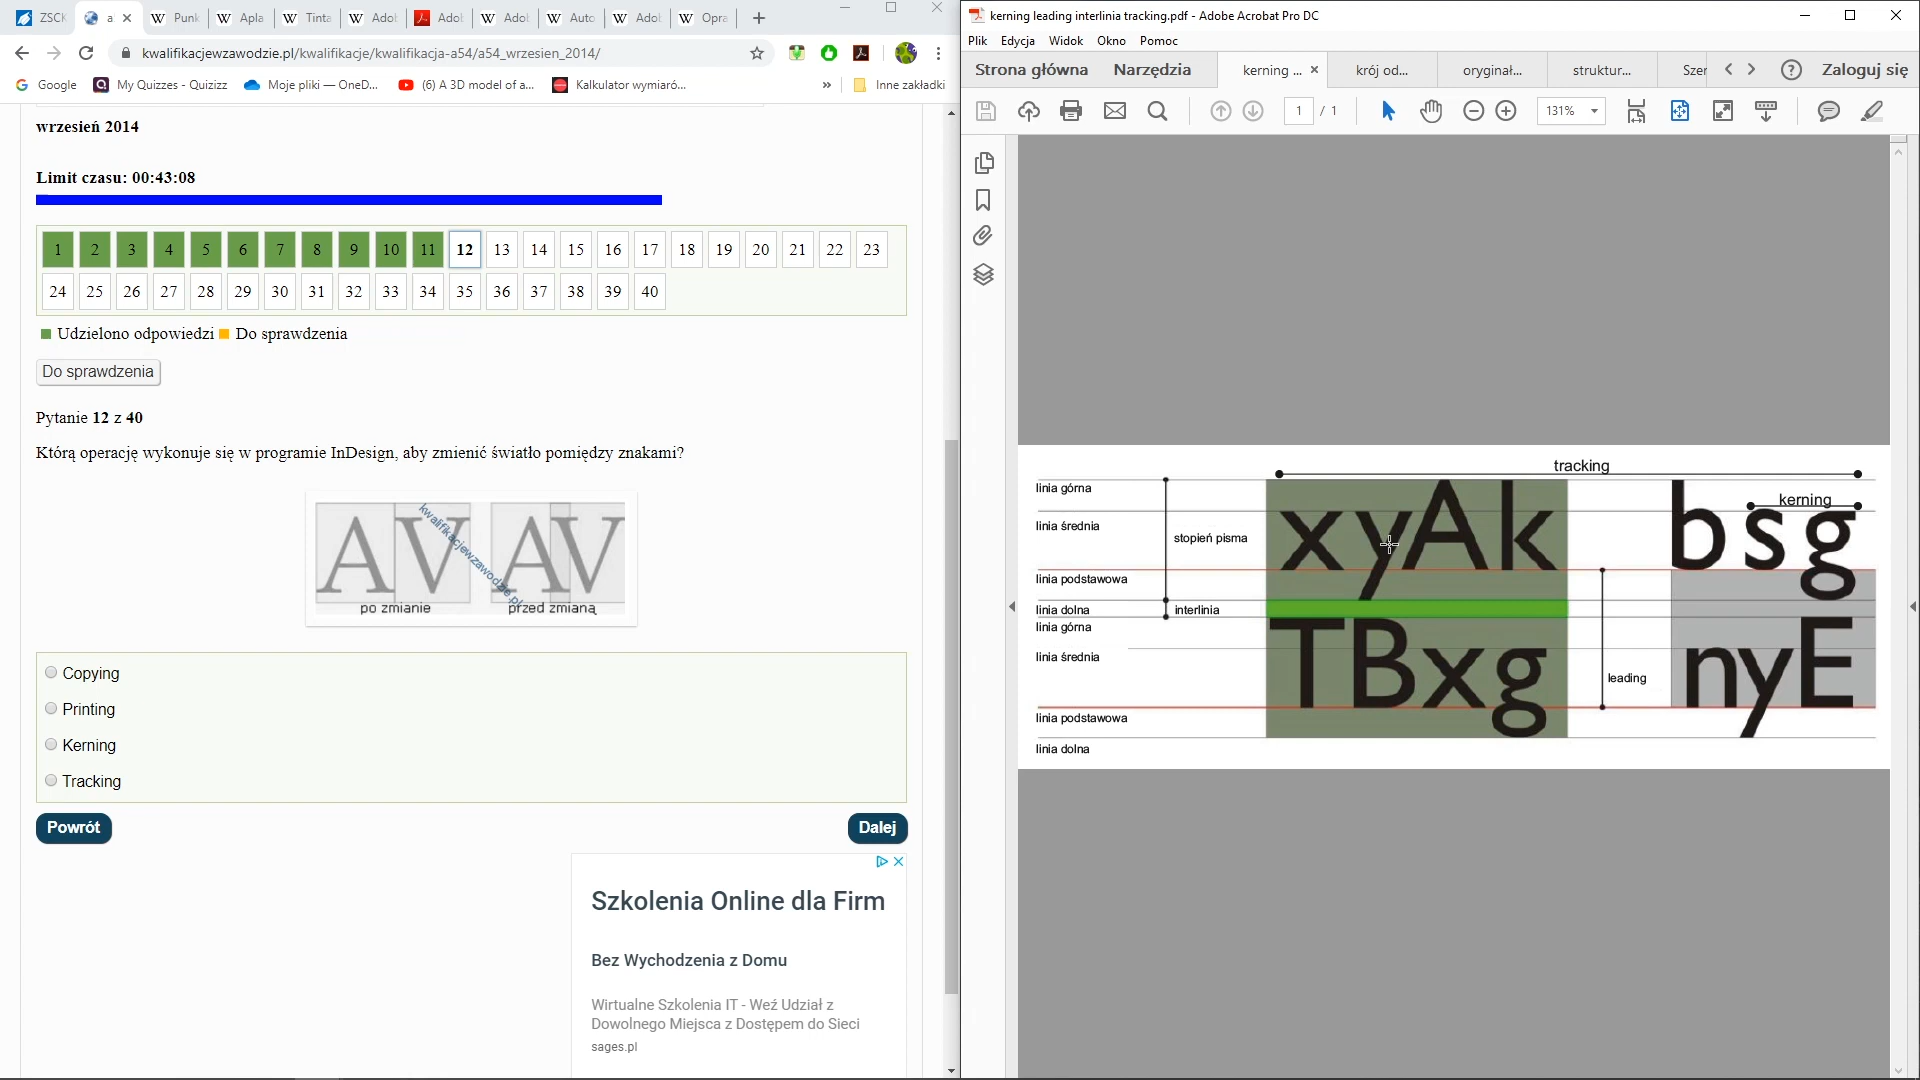 ZSCK
a
Punk
Apla
Tinta
Adob
Adob
Adob
Auto
Adob
Opra
kwalifikacjewzawodzie.pl/kwalifikacje/kwalifikacja-a54/a54_wrzesien_2014/
Google
My Quizzes - Quizizz
Moje pliki — OneD...
(6) A 3D model of a...
Kalkulator wymiaró...
»
Inne zakładki
wrzesień 2014
Limit czasu: 00:43:08
1 2 3 4 5 6 7 8 9 10 11 12 13 14 15 16 17 18 19 20 21 22 23
24 25 26 27 28 29 30 31 32 33 34 35 36 37 38 39 40
Udzielono odpowiedzi Do sprawdzenia
Do sprawdzenia
Pytanie 12 z 40
Którą operację wykonuje się w programie InDesign, aby zmienić światło pomiędzy znakami?
AV AV
kwalifikacjewzawodzie.pl
po zmianie przed zmianą
Copying
Printing
Kerning
Tracking
Powrót
Dalej
Szkolenia Online dla Firm
Bez Wychodzenia z Domu
Wirtualne Szkolenia IT - Weź Udział z
Dowolnego Miejsca z Dostępem do Sieci
sages.pl
kerning leading interlinia tracking.pdf - Adobe Acrobat Pro DC
Plik Edycja Widok Okno Pomoc
Strona główna
Narzędzia
kerning ...
krój od...
oryginał...
struktur...
Szer
Zaloguj się
1 / 1
131%
tracking
kerning
linia górna
linia średnia
stopień pisma
linia podstawowa
linia dolna
interlinia
linia górna
linia średnia
leading
linia podstawowa
linia dolna
xyAk
bsg
TBxg
nyE